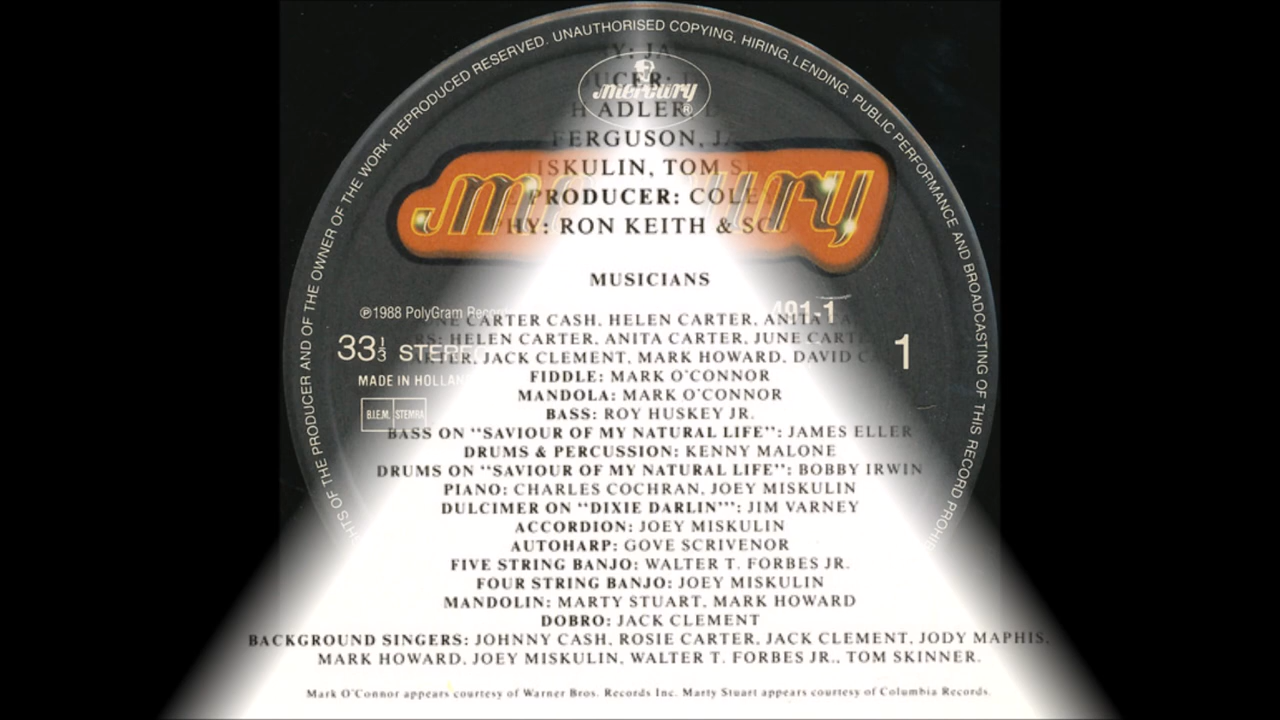 RIGHTS OF THE PRODUCER AND OF THE OWNER OF THE WORK REPRODUCED RESERVED. UNAUTHORISED COPYING, HIRING, LENDING, PUBLIC PERFORMANCE AND BROADCASTING OF THIS RECORD
mercury®
H ADLER
FERGUSON,
MISKULIN, TOM
PRODUCER:
mercury
HY: RON KEITH &
MUSICIANS
℗1988 PolyGram
491-1
CARTER CASH, HELEN CARTER, ANITA
HELEN CARTER, ANITA CARTER, JUNE
33⅓ STEREO
1
JACK CLEMENT, MARK HOWARD, DAVID
MADE IN HOLLAND
FIDDLE: MARK O'CONNOR
MANDOLA: MARK O'CONNOR
B.I.E.M. STEMRA
BASS: ROY HUSKEY JR.
BASS ON "SAVIOUR OF MY NATURAL LIFE": JAMES ELLER
DRUMS & PERCUSSION: KENNY MALONE
DRUMS ON "SAVIOUR OF MY NATURAL LIFE": BOBBY IRWIN
PIANO: CHARLES COCHRAN, JOEY MISKULIN
DULCIMER ON "DIXIE DARLIN'": JIM VARNEY
ACCORDION: JOEY MISKULIN
AUTOHARP: GOVE SCRIVENOR
FIVE STRING BANJO: WALTER T. FORBES JR.
FOUR STRING BANJO: JOEY MISKULIN
MANDOLIN: MARTY STUART, MARK HOWARD
DOBRO: JACK CLEMENT
BACKGROUND SINGERS: JOHNNY CASH, ROSIE CARTER, JACK CLEMENT, JODY MAPHIS,
MARK HOWARD, JOEY MISKULIN, WALTER T. FORBES JR., TOM SKINNER.
Mark O'Connor appears courtesy of Warner Bros. Records Inc. Marty Stuart appears courtesy of Columbia Records.